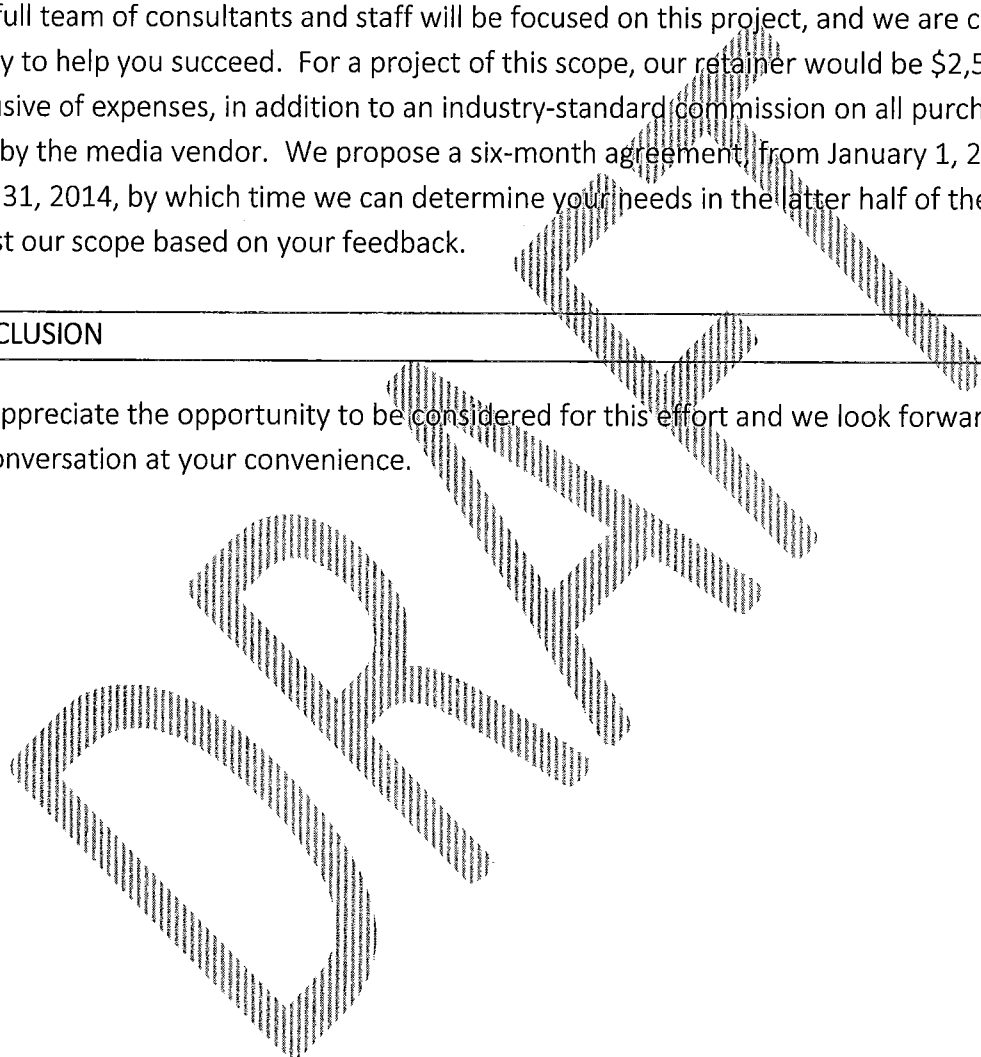 full team of consultants and staff will be focused on this project, and we are c
y to help you succeed. For a project of this scope, our retainer would be $2,5
usive of expenses, in addition to an industry-standard commission on all purch
by the media vendor. We propose a six-month agreement, from January 1, 2
31, 2014, by which time we can determine your needs in the latter half of the
st our scope based on your feedback.
CLUSION
ppreciate the opportunity to be considered for this effort and we look forwar
onversation at your convenience.
DRAFT